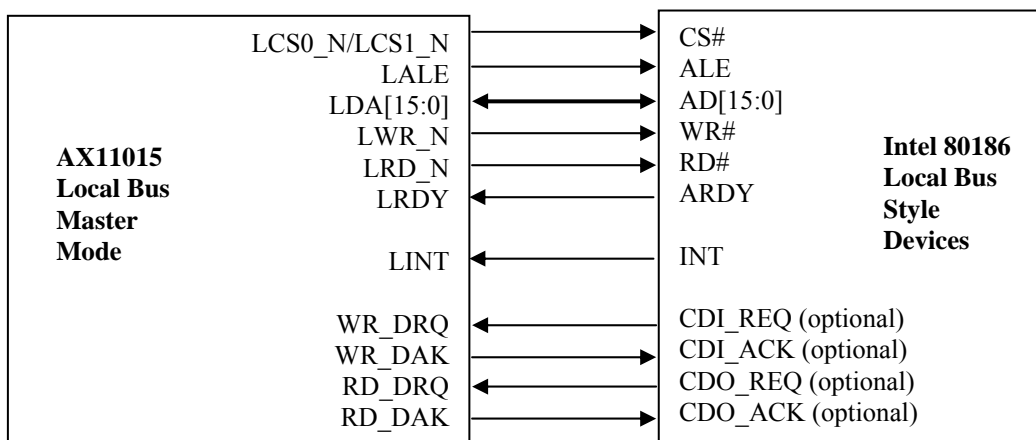 LCS0_N/LCS1_N
LALE
LDA[15:0]
LWR_N
LRD_N
LRDY
LINT
WR_DRQ
WR_DAK
RD_DRQ
RD_DAK
AX11015
Local Bus
Master
Mode
CS#
ALE
AD[15:0]
WR#
RD#
ARDY
INT
CDI_REQ (optional)
CDI_ACK (optional)
CDO_REQ (optional)
CDO_ACK (optional)
Intel 80186
Local Bus
Style
Devices